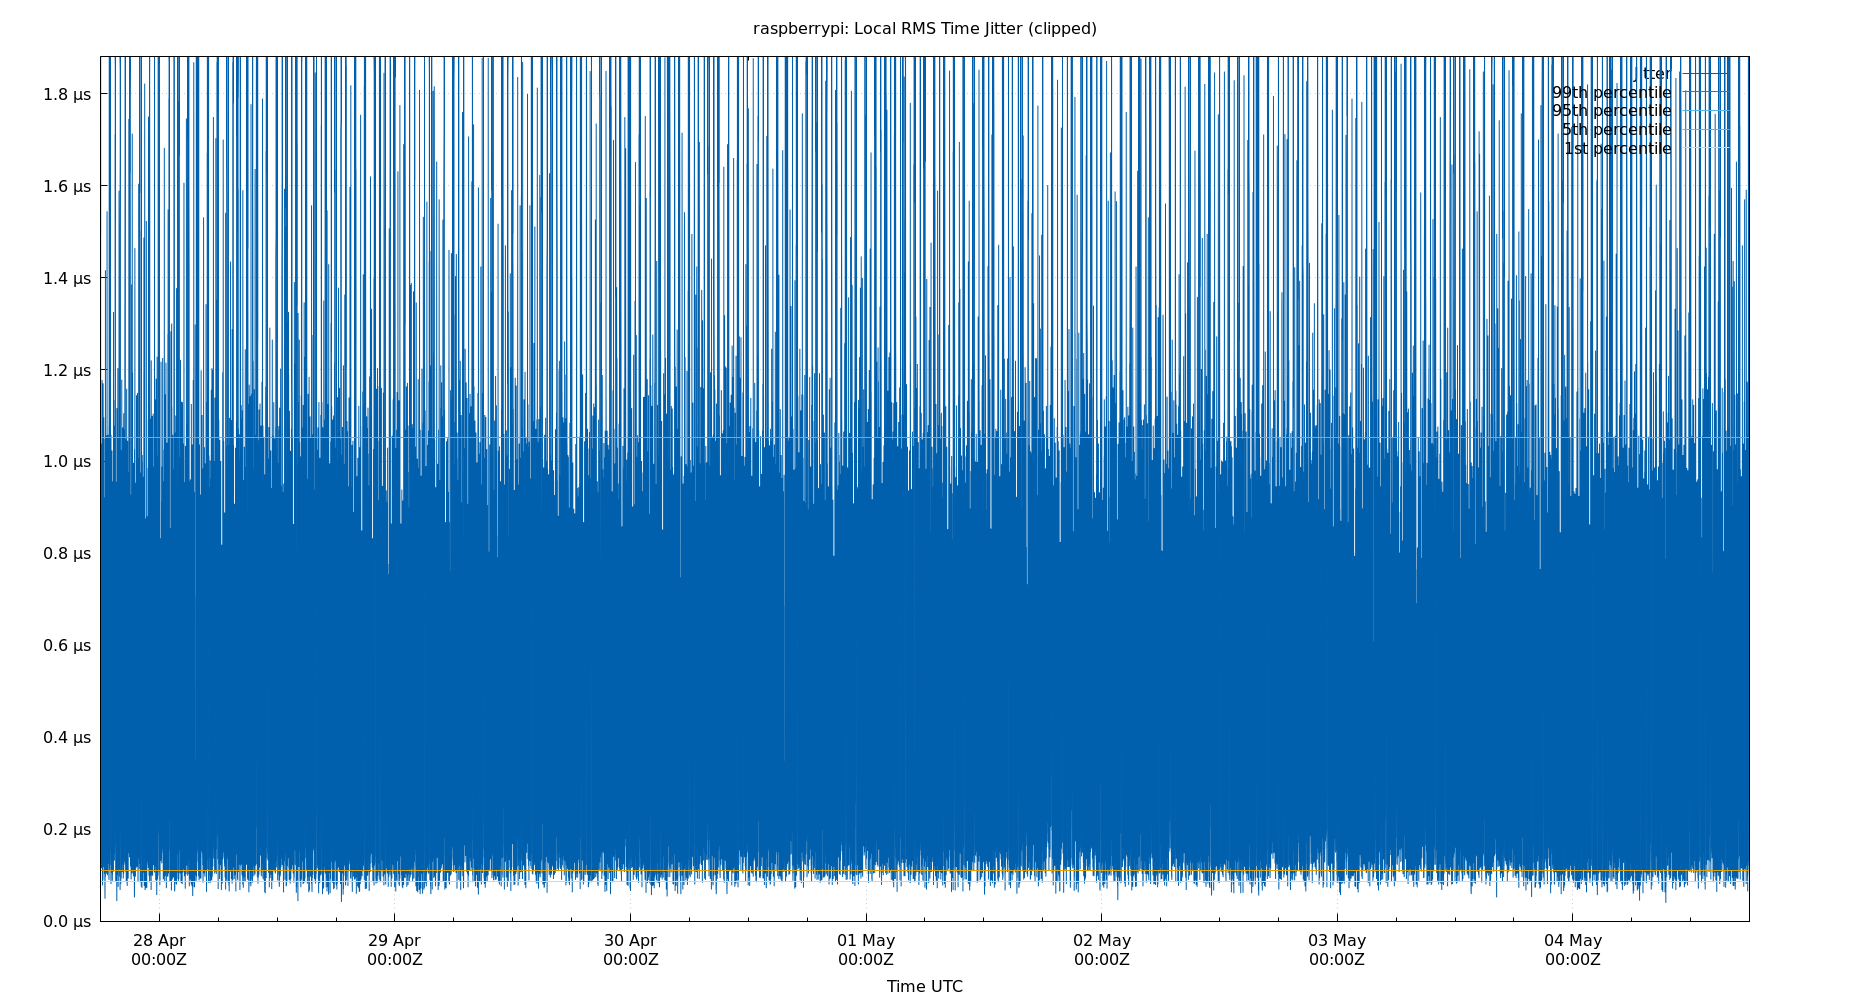 raspberrypi: Local RMS Time Jitter (clipped)
jitter
99th percentile
95th percentile
5th percentile
1st percentile
1.8 µs
1.6 µs
1.4 µs
1.2 µs
1.0 µs
0.8 µs
0.6 µs
0.4 µs
0.2 µs
0.0 µs
28 Apr 29 Apr 30 Apr 01 May 02 May 03 May 04 May
00:00Z 00:00Z 00:00Z 00:00Z 00:00Z 00:00Z 00:00Z
Time UTC